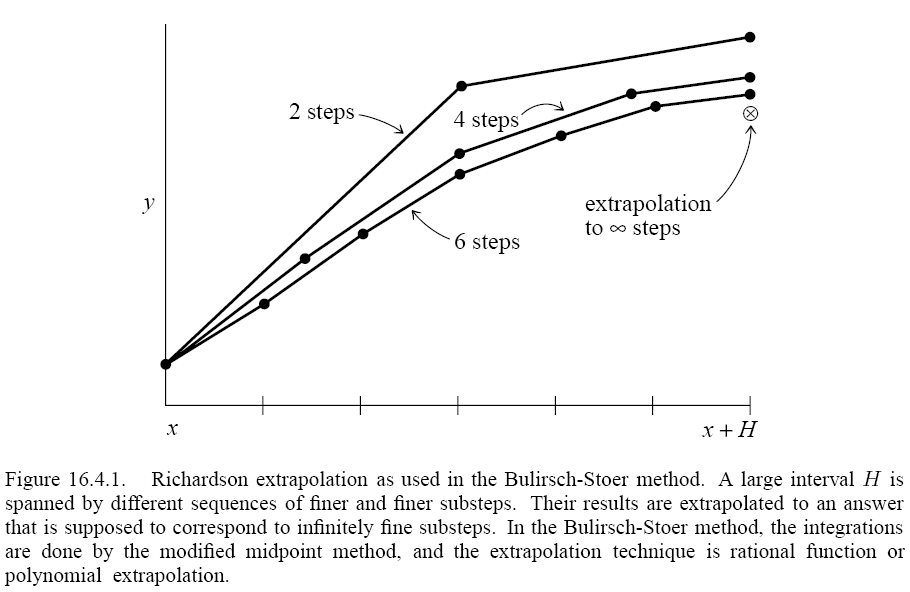 2 steps
4 steps
y
extrapolation
to ∞ steps
6 steps
x
x + H
Figure 16.4.1. Richardson extrapolation as used in the Bulirsch-Stoer method. A large interval H is
spanned by different sequences of finer and finer substeps. Their results are extrapolated to an answer
that is supposed to correspond to infinitely fine substeps. In the Bulirsch-Stoer method, the integrations
are done by the modified midpoint method, and the extrapolation technique is rational function or
polynomial extrapolation.